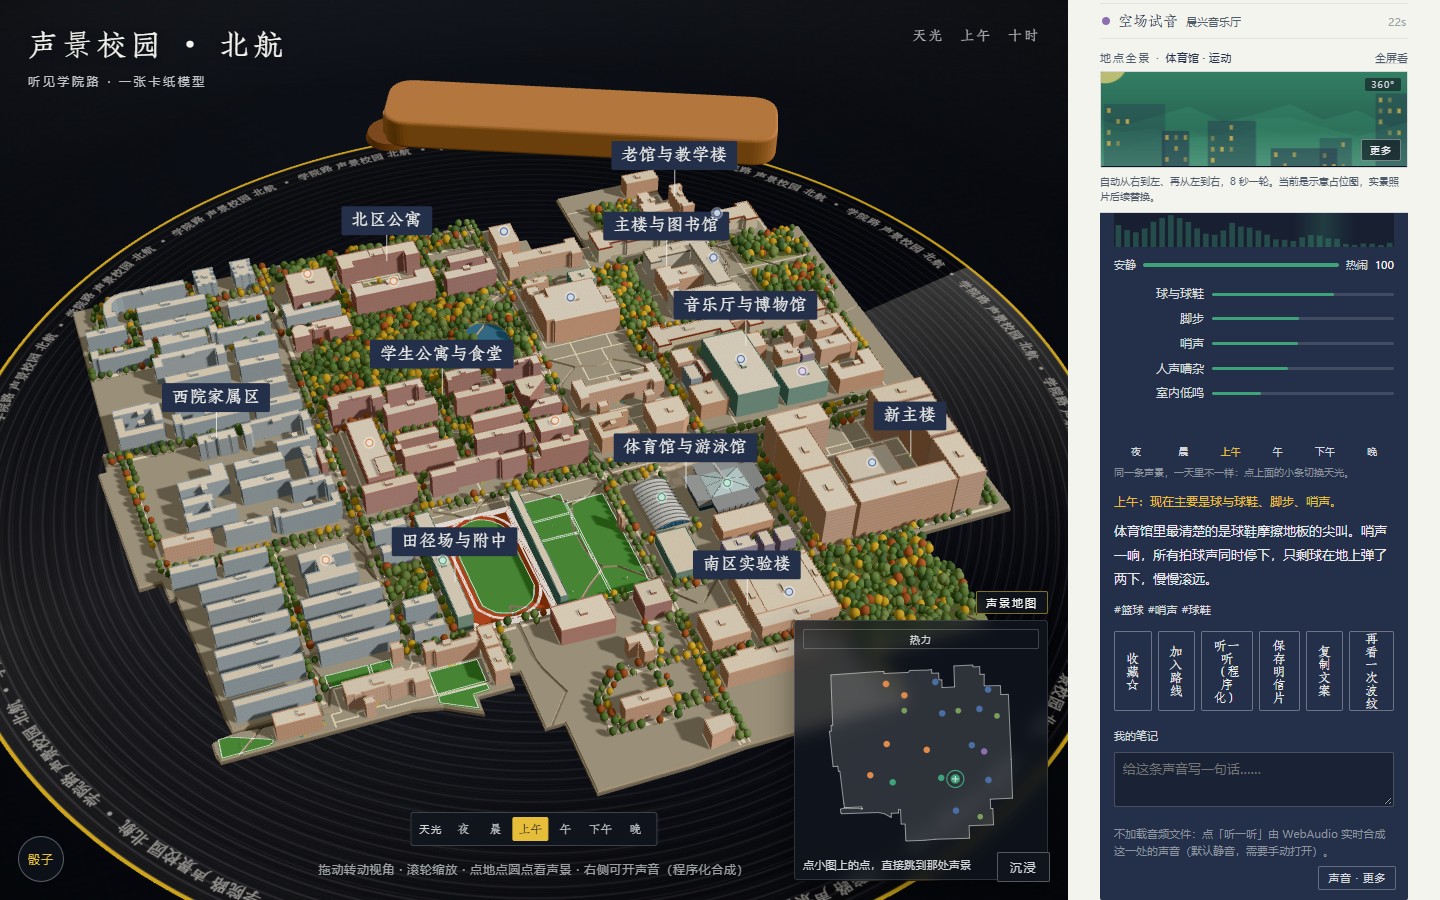 声景校园 · 北航
听见学院路 · 一张卡纸模型
天光 上午 十时
老馆与教学楼
北区公寓
主楼与图书馆
音乐厅与博物馆
学生公寓与食堂
西院家属区
新主楼
体育馆与游泳馆
田径场与附中
南区实验楼
学院路 声景校园 北航
声景地图
热力
点小图上的点，直接跳到那处声景
沉浸
天光 夜 晨 上午 午 下午 晚
拖动转动视角 · 滚轮缩放 · 点地点圆点看声景 · 右侧可开声音（程序化合成）
骰子
空场试音 晨兴音乐厅 22s
地点全景 · 体育馆 · 运动 全屏看
360°
更多
自动从右到左、再从左到右，8 秒一轮。当前是示意占位图，实景照
片后续替换。
安静 热闹 100
球与球鞋
脚步
哨声
人声嘈杂
室内低鸣
夜 晨 上午 午 下午 晚
同一条声景，一天里不一样：点上面的小条切换天光。
上午：现在主要是球与球鞋、脚步、哨声。
体育馆里最清楚的是球鞋摩擦地板的尖叫。哨声
一响，所有拍球声同时停下，只剩球在地上弹了
两下，慢慢滚远。
#篮球 #哨声 #球鞋
收藏☆
加入路线
听一听（程序化）
保存明信片
复制文案
再看一次波纹
我的笔记
给这条声音写一句话……
不加载音频文件：点「听一听」由 WebAudio 实时合成
这一处的声音（默认静音，需要手动打开）。
声音 · 更多